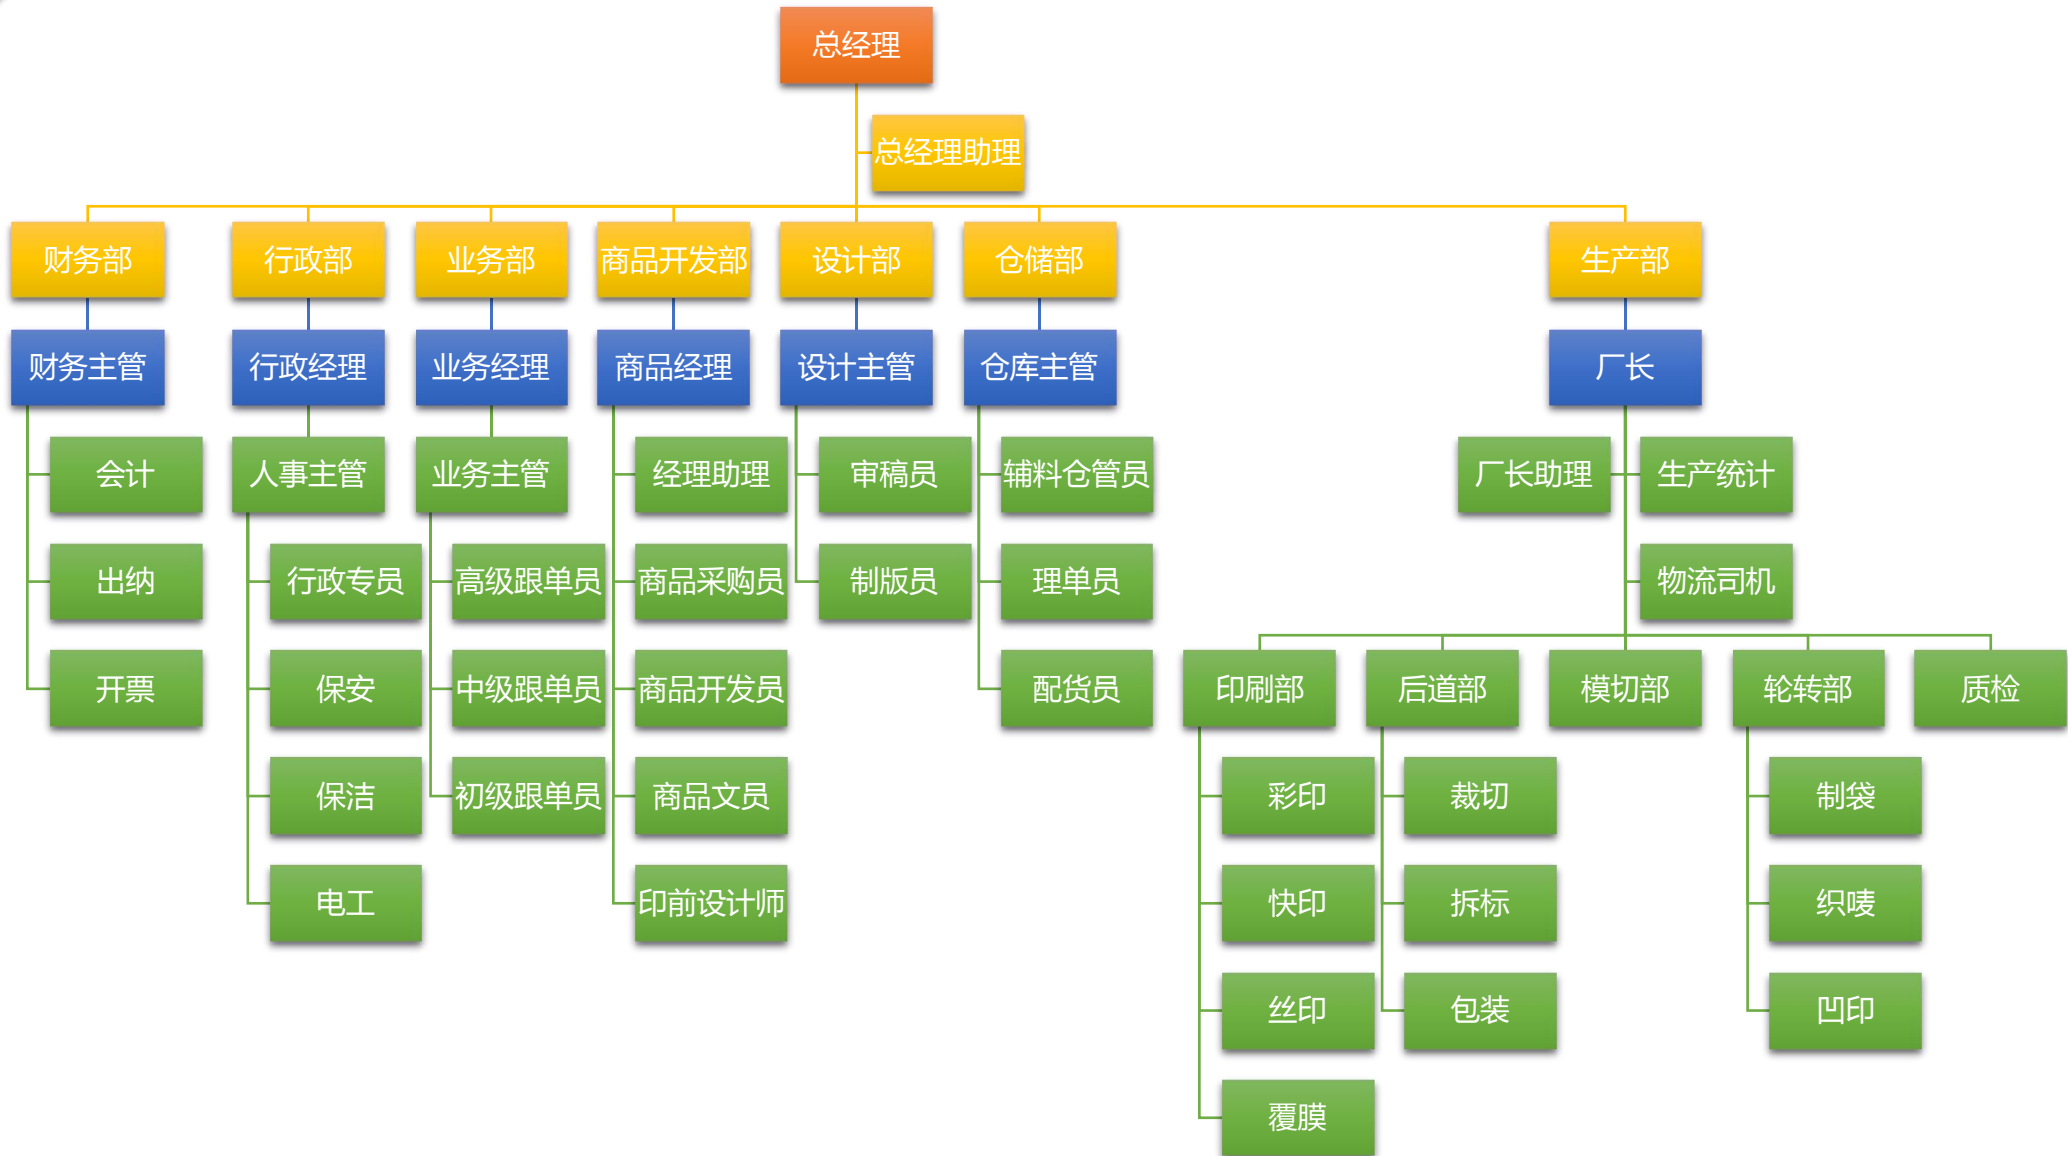 总经理
总经理助理
财务部
行政部
业务部
商品开发部
设计部
仓储部
生产部
财务主管
行政经理
业务经理
商品经理
设计主管
仓库主管
厂长
会计
人事主管
业务主管
经理助理
审稿员
辅料仓管员
厂长助理
生产统计
出纳
行政专员
高级跟单员
商品采购员
制版员
理单员
物流司机
开票
保安
中级跟单员
商品开发员
配货员
印刷部
后道部
模切部
轮转部
质检
保洁
初级跟单员
商品文员
彩印
裁切
制袋
电工
印前设计师
快印
拆标
织唛
丝印
包装
凹印
覆膜